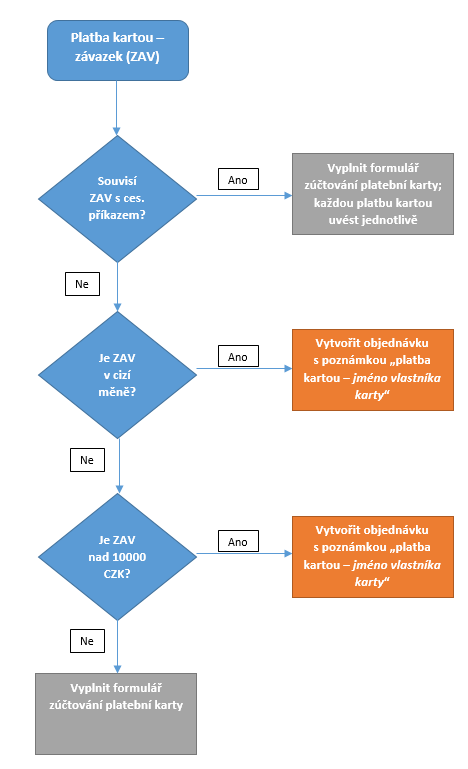 Platba kartou –
závazek (ZAV)
Souvisí
ZAV s ces.
příkazem?
Ano
Vyplnit formulář
zúčtování platební karty;
každou platbu kartou
uvést jednotlivě
Ne
Je ZAV
v cizí
měně?
Ano
Vytvořit objednávku
s poznámkou „platba
kartou – jméno vlastníka
karty“
Ne
Je ZAV
nad 10000
CZK?
Ano
Vytvořit objednávku
s poznámkou „platba
kartou – jméno vlastníka
karty“
Ne
Vyplnit formulář
zúčtování platební karty